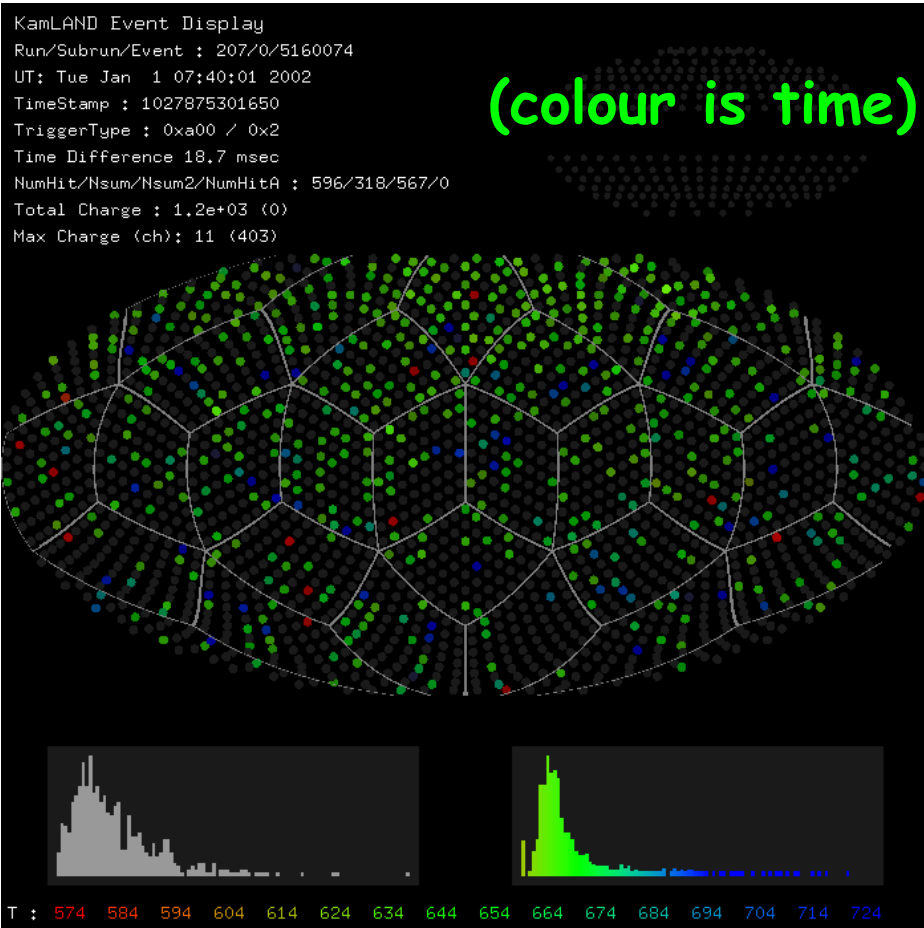 KamLAND Event Display
Run/Subrun/Event : 207/0/5160074
UT: Tue Jan  1 07:40:01 2002
TimeStamp : 1027875301650
TriggerType : 0xa00 / 0x2
Time Difference 18.7 msec
NumHit/Nsum/Nsum2/NumHitA : 596/318/567/0
Total Charge : 1.2e+03 (0)
Max Charge (ch): 11 (403)
(colour is time)
T : 574 584 594 604 614 624 634 644 654 664 674 684 694 704 714 724